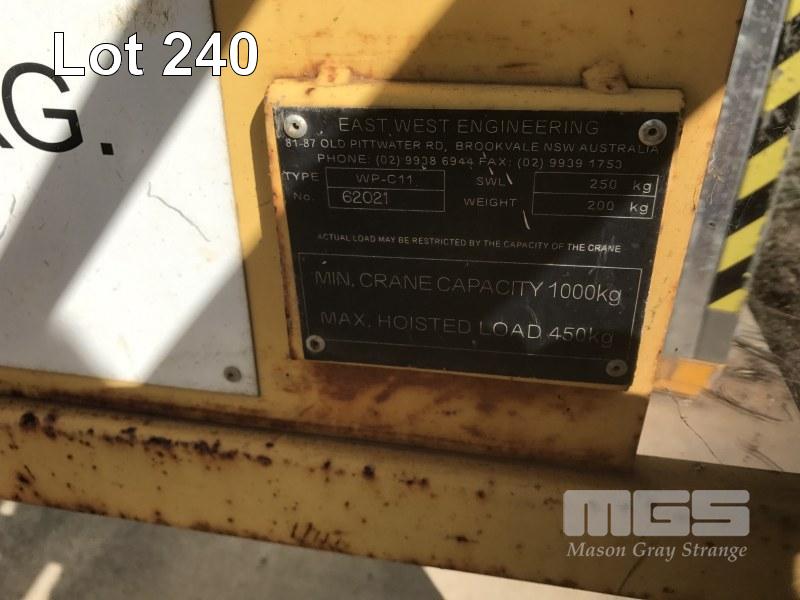 Lot 240
AG.
EAST WEST ENGINEERING
81-87 OLD PITTWATER RD, BROOKVALE NSW AUSTRALIA
PHONE: (02) 9938 6944 FAX: (02) 9939 1753
TYPE WP-C11 SWL 250 kg
No. 62021 WEIGHT 200 kg
ACTUAL LOAD MAY BE RESTRICTED BY THE CAPACITY OF THE CRANE
MIN. CRANE CAPACITY 1000kg
MAX. HOISTED LOAD 450kg
MGS
Mason Gray Strange